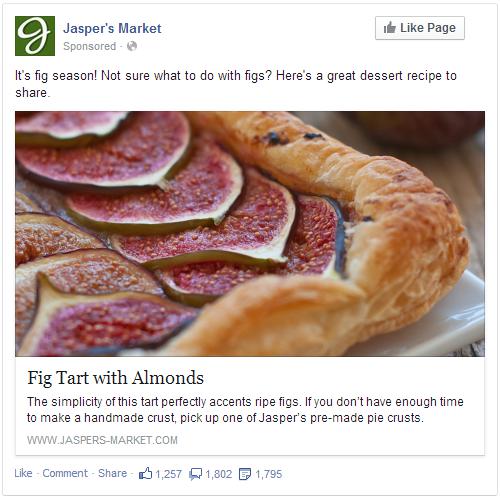 Jasper's Market
Like Page
Sponsored ·
It's fig season! Not sure what to do with figs? Here's a great dessert recipe to
share.
Fig Tart with Almonds
The simplicity of this tart perfectly accents ripe figs. If you don't have enough time
to make a handmade crust, pick up one of Jasper's pre-made pie crusts.
WWW.JASPERS-MARKET.COM
Like · Comment · Share · 1,257 1,802 1,795